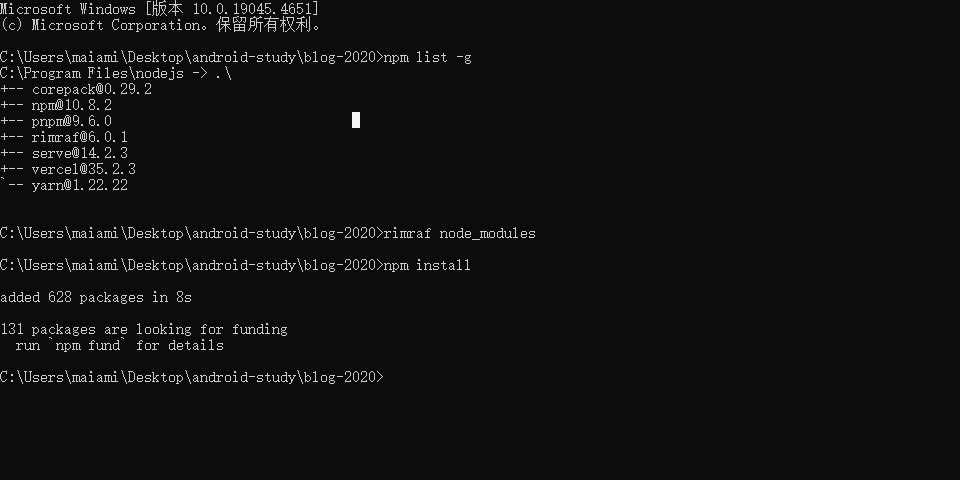 Microsoft Windows [版本 10.0.19045.4651]
(c) Microsoft Corporation。保留所有权利。
C:\Users\maiami\Desktop\android-study\blog-2020>npm list -g
C:\Program Files\nodejs -> .\
+-- corepack@0.29.2
+-- npm@10.8.2
+-- pnpm@9.6.0
+-- rimraf@6.0.1
+-- serve@14.2.3
+-- vercel@35.2.3
`-- yarn@1.22.22
C:\Users\maiami\Desktop\android-study\blog-2020>rimraf node_modules
C:\Users\maiami\Desktop\android-study\blog-2020>npm install
added 628 packages in 8s
131 packages are looking for funding
  run `npm fund` for details
C:\Users\maiami\Desktop\android-study\blog-2020>